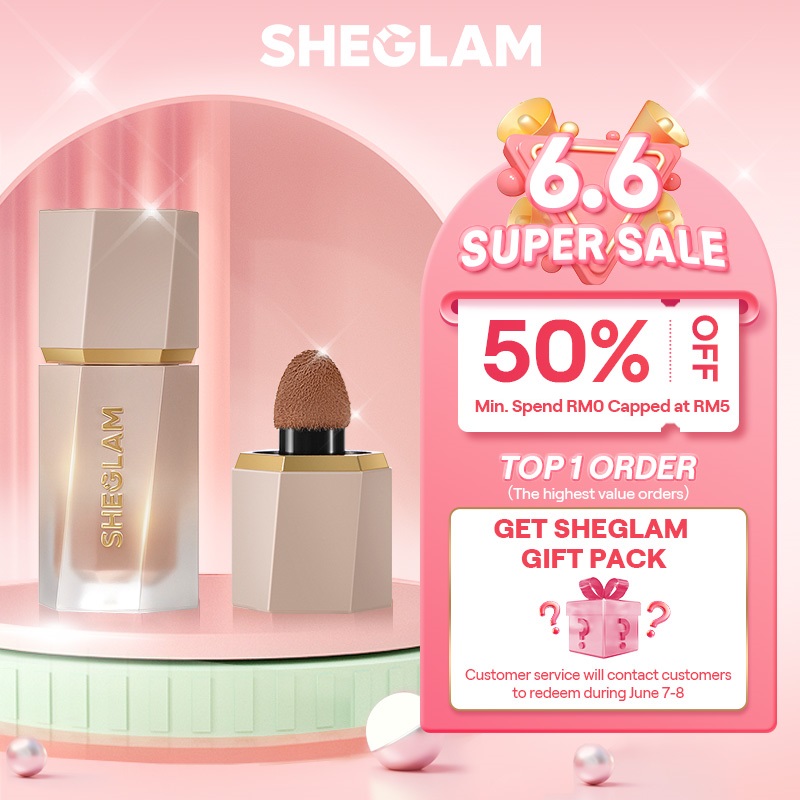 SHEGLAM
6.6
SUPER SALE
50% OFF
Min. Spend RM0 Capped at RM5
TOP 1 ORDER
(The highest value orders)
GET SHEGLAM
GIFT PACK
? ? ? ?
Customer service will contact customers
to redeem during June 7-8
SHEGLAM